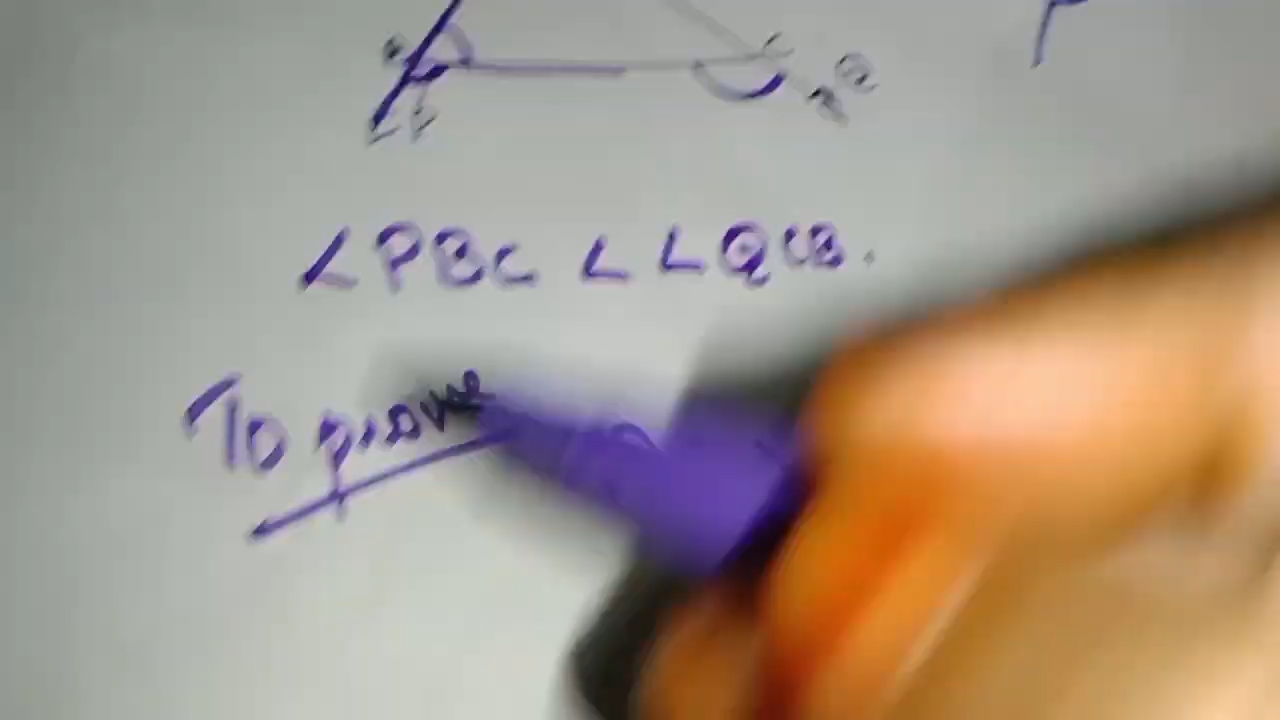 C
Q
∠PBC < ∠QCB.
To prove